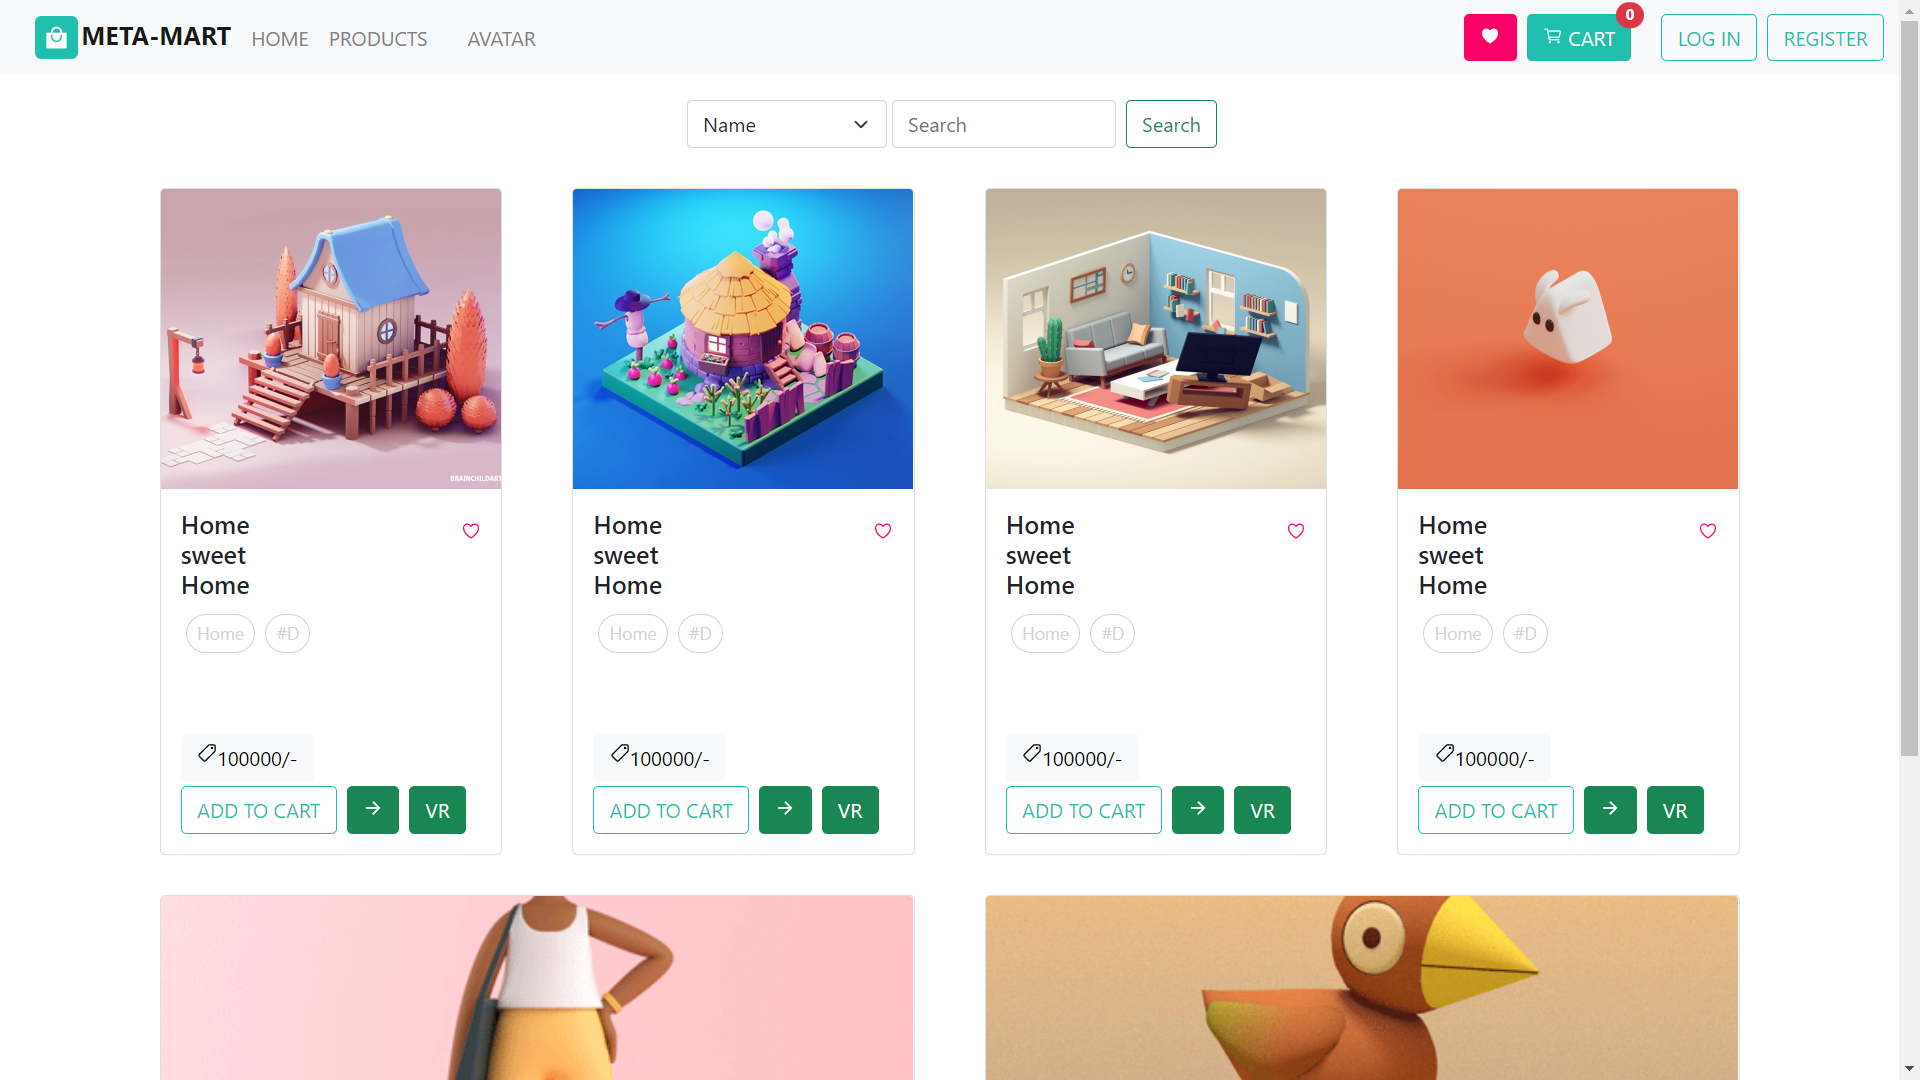 META-MART HOME PRODUCTS AVATAR CART 0 LOG IN REGISTER
Name Search Search
BRAINCHILDART
Home
sweet
Home
Home #D
100000/-
ADD TO CART VR
Home
sweet
Home
Home #D
100000/-
ADD TO CART VR
Home
sweet
Home
Home #D
100000/-
ADD TO CART VR
Home
sweet
Home
Home #D
100000/-
ADD TO CART VR